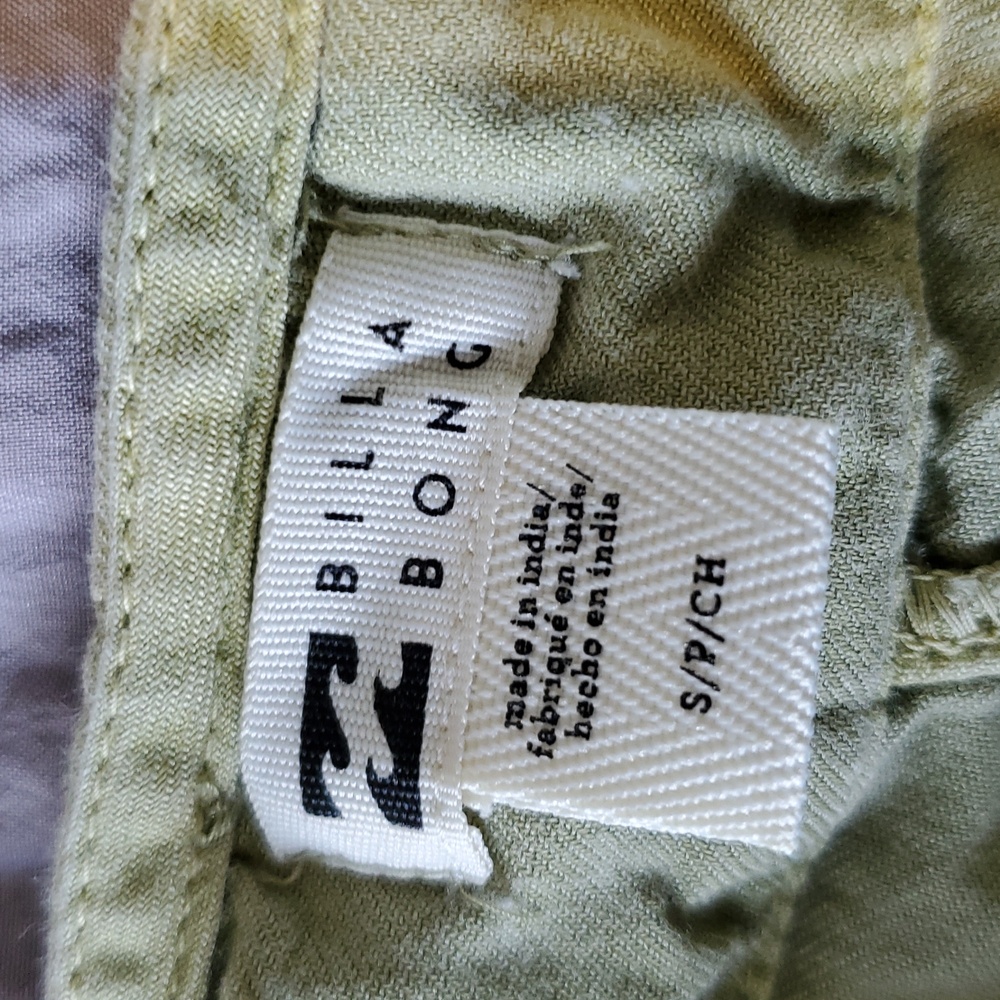 BILLA
BONG
made in india/
fabriqué en inde/
hecho en india
S/P/CH